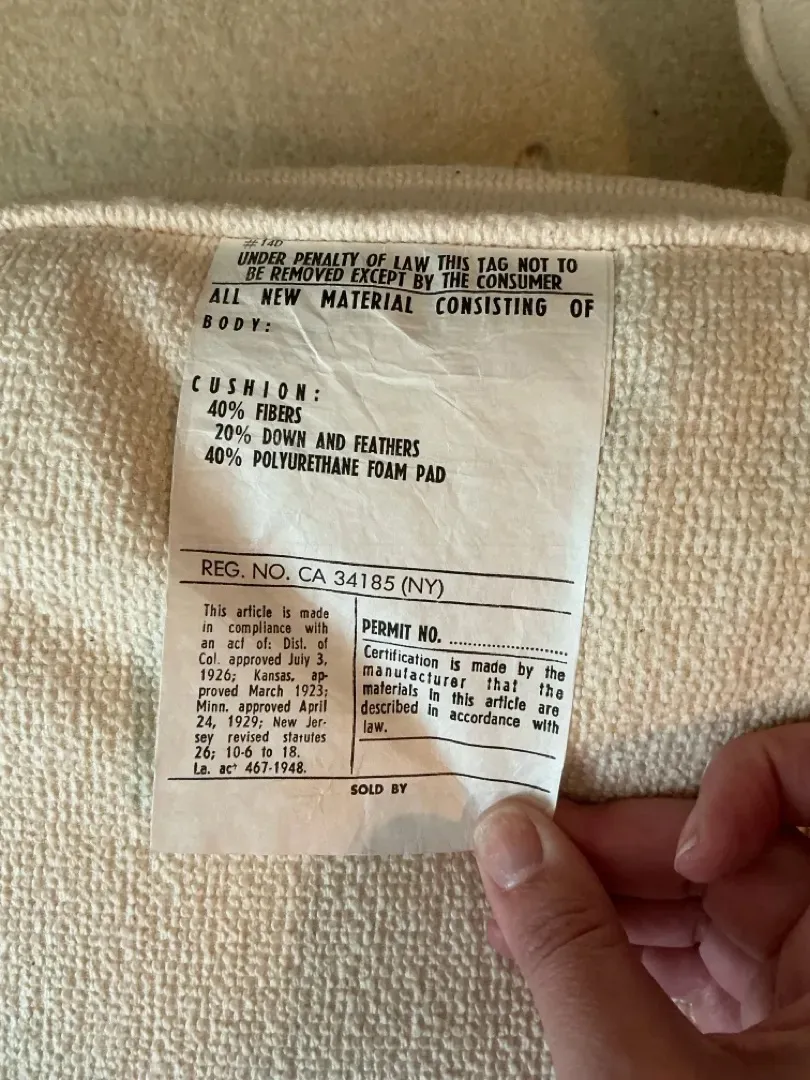 #14D
UNDER PENALTY OF LAW THIS TAG NOT TO
BE REMOVED EXCEPT BY THE CONSUMER
ALL NEW MATERIAL CONSISTING OF
BODY:
CUSHION:
40% FIBERS
20% DOWN AND FEATHERS
40% POLYURETHANE FOAM PAD
REG. NO. CA 34185 (NY)
This article is made
in compliance with
an act of: Dist. of
Col. approved July 3,
1926; Kansas. ap-
proved March 1923;
Minn. approved April
24, 1929; New Jer-
sey revised statutes
26; 10-6 to 18.
La. act 467-1948.
PERMIT NO. ........................
Certification is made by the
manufacturer that the
materials in this article are
described in accordance with
law.
SOLD BY